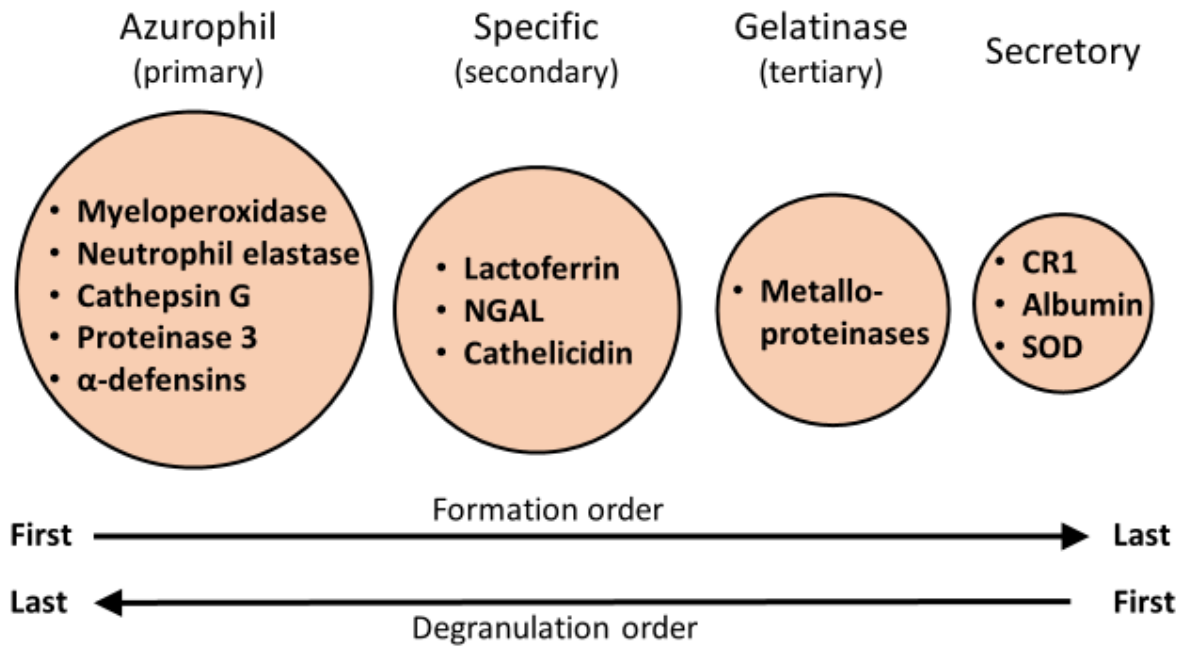 Azurophil
(primary)
Specific
(secondary)
Gelatinase
(tertiary)
Secretory
• Myeloperoxidase
• Neutrophil elastase
• Cathepsin G
• Proteinase 3
• α-defensins
• Lactoferrin
• NGAL
• Cathelicidin
• Metallo-
proteinases
• CR1
• Albumin
• SOD
Formation order
First
Last
Last
First
Degranulation order